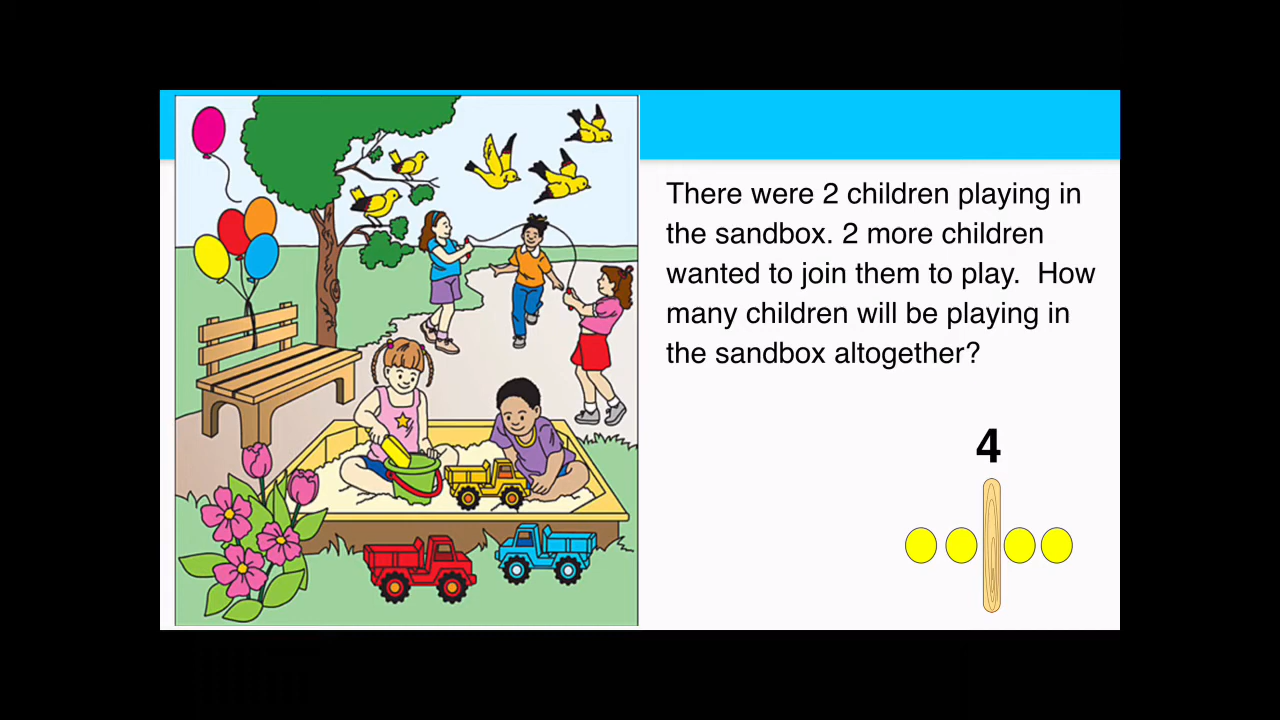 There were 2 children playing in
the sandbox. 2 more children
wanted to join them to play.  How
many children will be playing in
the sandbox altogether?
4